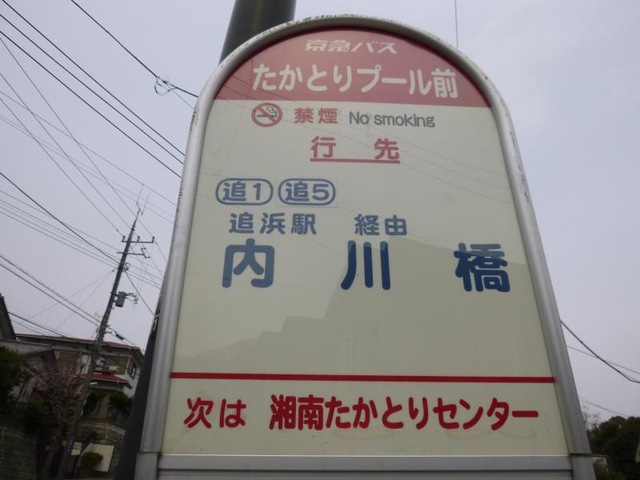 京急バス
たかとりプール前
禁煙 No smoking
行先
追1 追5
追浜駅 経由
内川橋
次は 湘南たかとりセンター